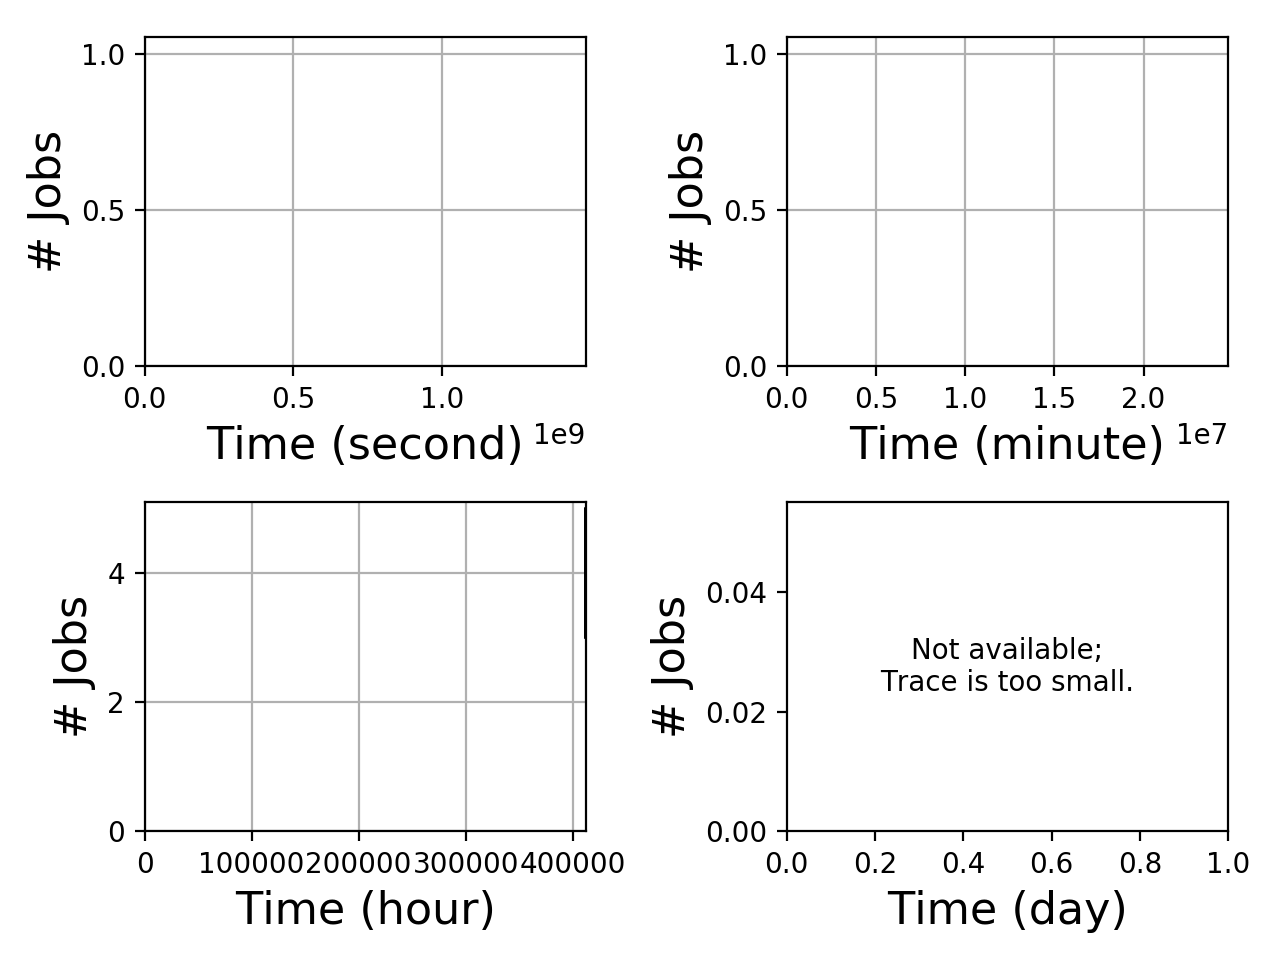 # Jobs
1.0
0.5
0.0
0.0 0.5 1.0
Time (second) 1e9
# Jobs
1.0
0.5
0.0
0.0 0.5 1.0 1.5 2.0
Time (minute) 1e7
# Jobs
4
2
0
0 100000 200000 300000 400000
Time (hour)
# Jobs
0.04
0.02
0.00
Not available;
Trace is too small.
0.0 0.2 0.4 0.6 0.8 1.0
Time (day)